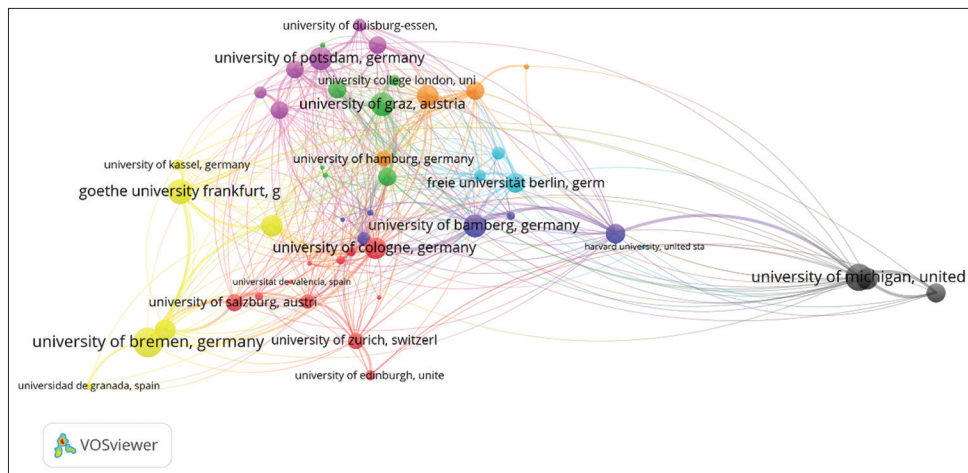 university of duisburg-essen,
university of potsdam, germany
university college london, uni
university of graz, austria
university of kassel, germany
university of hamburg, germany
goethe university frankfurt, g
freie universität berlin, germ
university of bamberg, germany
university of cologne, germany
harvard university, united sta
universitat de valència, spain
university of michigan, united
university of salzburg, austri
university of bremen, germany
university of zurich, switzerl
university of edinburgh, unite
universidad de granada, spain
VOSviewer